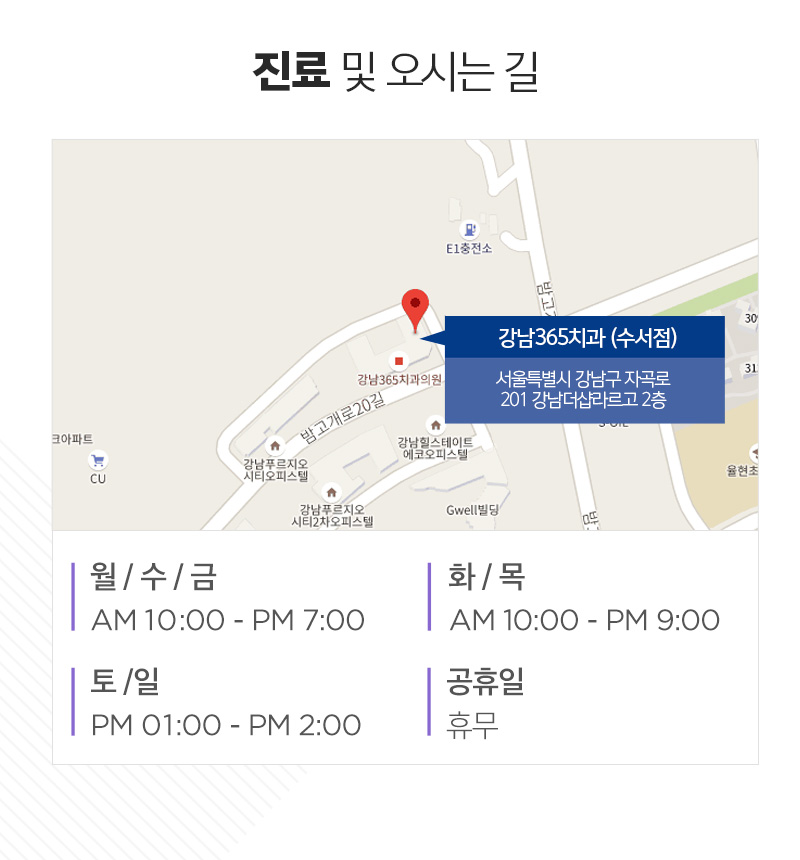 진료 및 오시는 길
E1충전소
밤고개
강남365치과 (수서점)
서울특별시 강남구 자곡로
201 강남더샵라르고 2층
강남365치과의원
밤고개로20길
크아파트
CU
강남푸르지오
시티오피스텔
강남힐스테이트
에코오피스텔
강남푸르지오
시티2차오피스텔
Gwell빌딩
월 / 수 / 금
AM 10:00 - PM 7:00
화 / 목
AM 10:00 - PM 9:00
토 /일
PM 01:00 - PM 2:00
공휴일
휴무